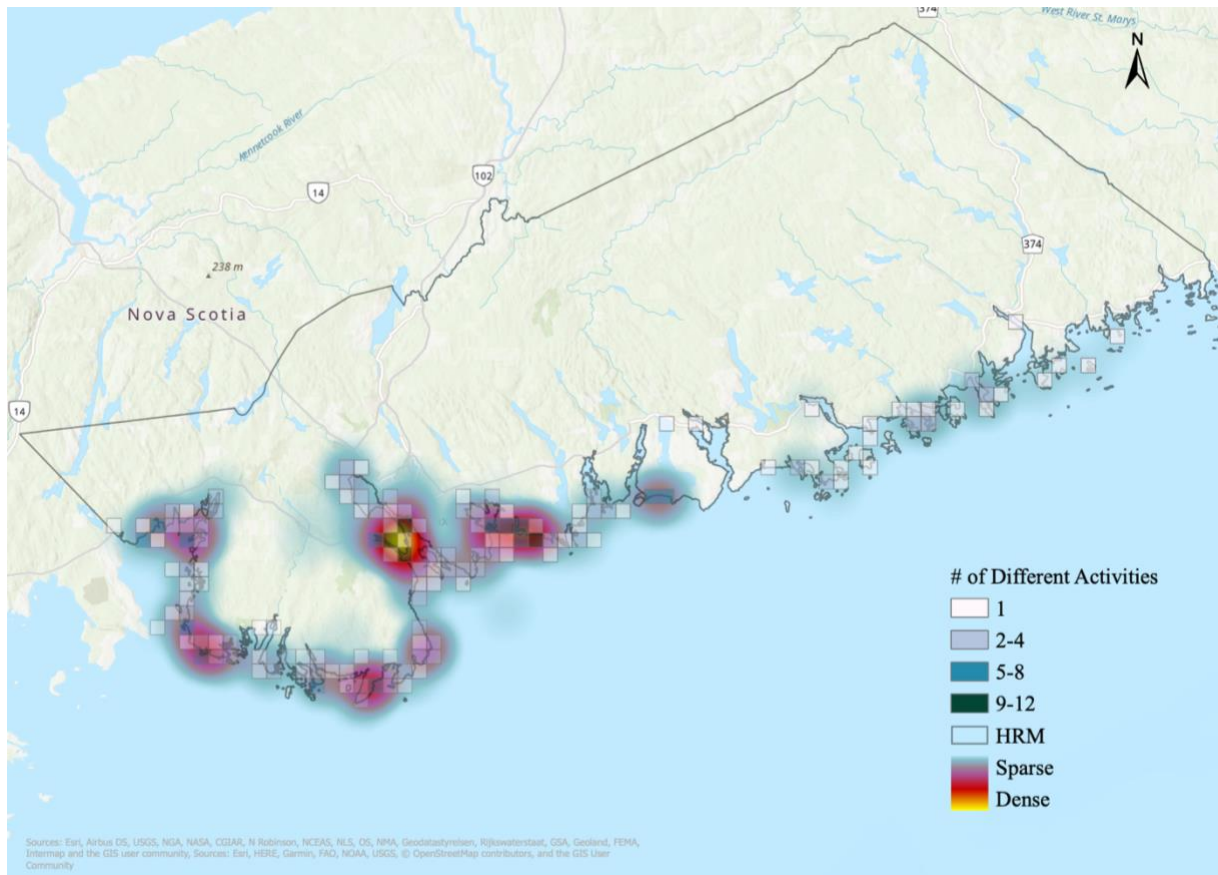 374
West River St. Marys
N
Kennetcook River
102
14
374
238 m
Nova Scotia
14
# of Different Activities
1
2-4
5-8
9-12
HRM
Sparse
Dense
Sources: Esri, Airbus DS, USGS, NGA, NASA, CGIAR, N Robinson, NCEAS, NLS, OS, NMA, Geodatastyrelsen, Rijkswaterstaat, GSA, Geoland, FEMA,
Intermap and the GIS user community, Sources: Esri, HERE, Garmin, FAO, NOAA, USGS, © OpenStreetMap contributors, and the GIS User
Community